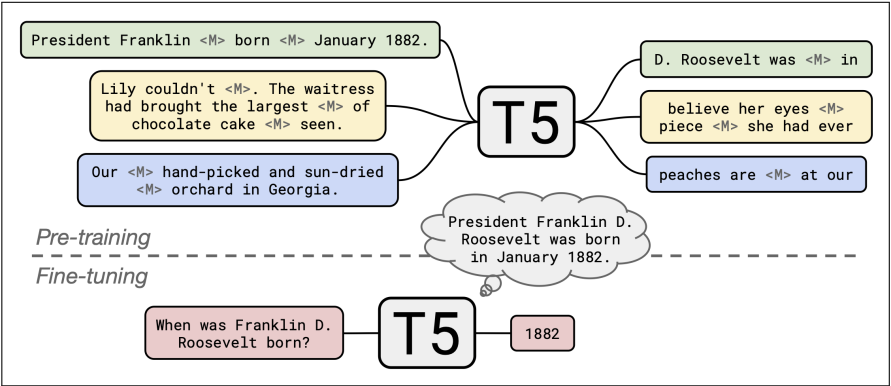 President Franklin <M> born <M> January 1882.
Lily couldn't <M>. The waitress
had brought the largest <M> of
chocolate cake <M> seen.
Our <M> hand-picked and sun-dried
<M> orchard in Georgia.
T5
D. Roosevelt was <M> in
believe her eyes <M>
piece <M> she had ever
peaches are <M> at our
Pre-training
President Franklin D.
Roosevelt was born
in January 1882.
Fine-tuning
When was Franklin D.
Roosevelt born?
T5
1882